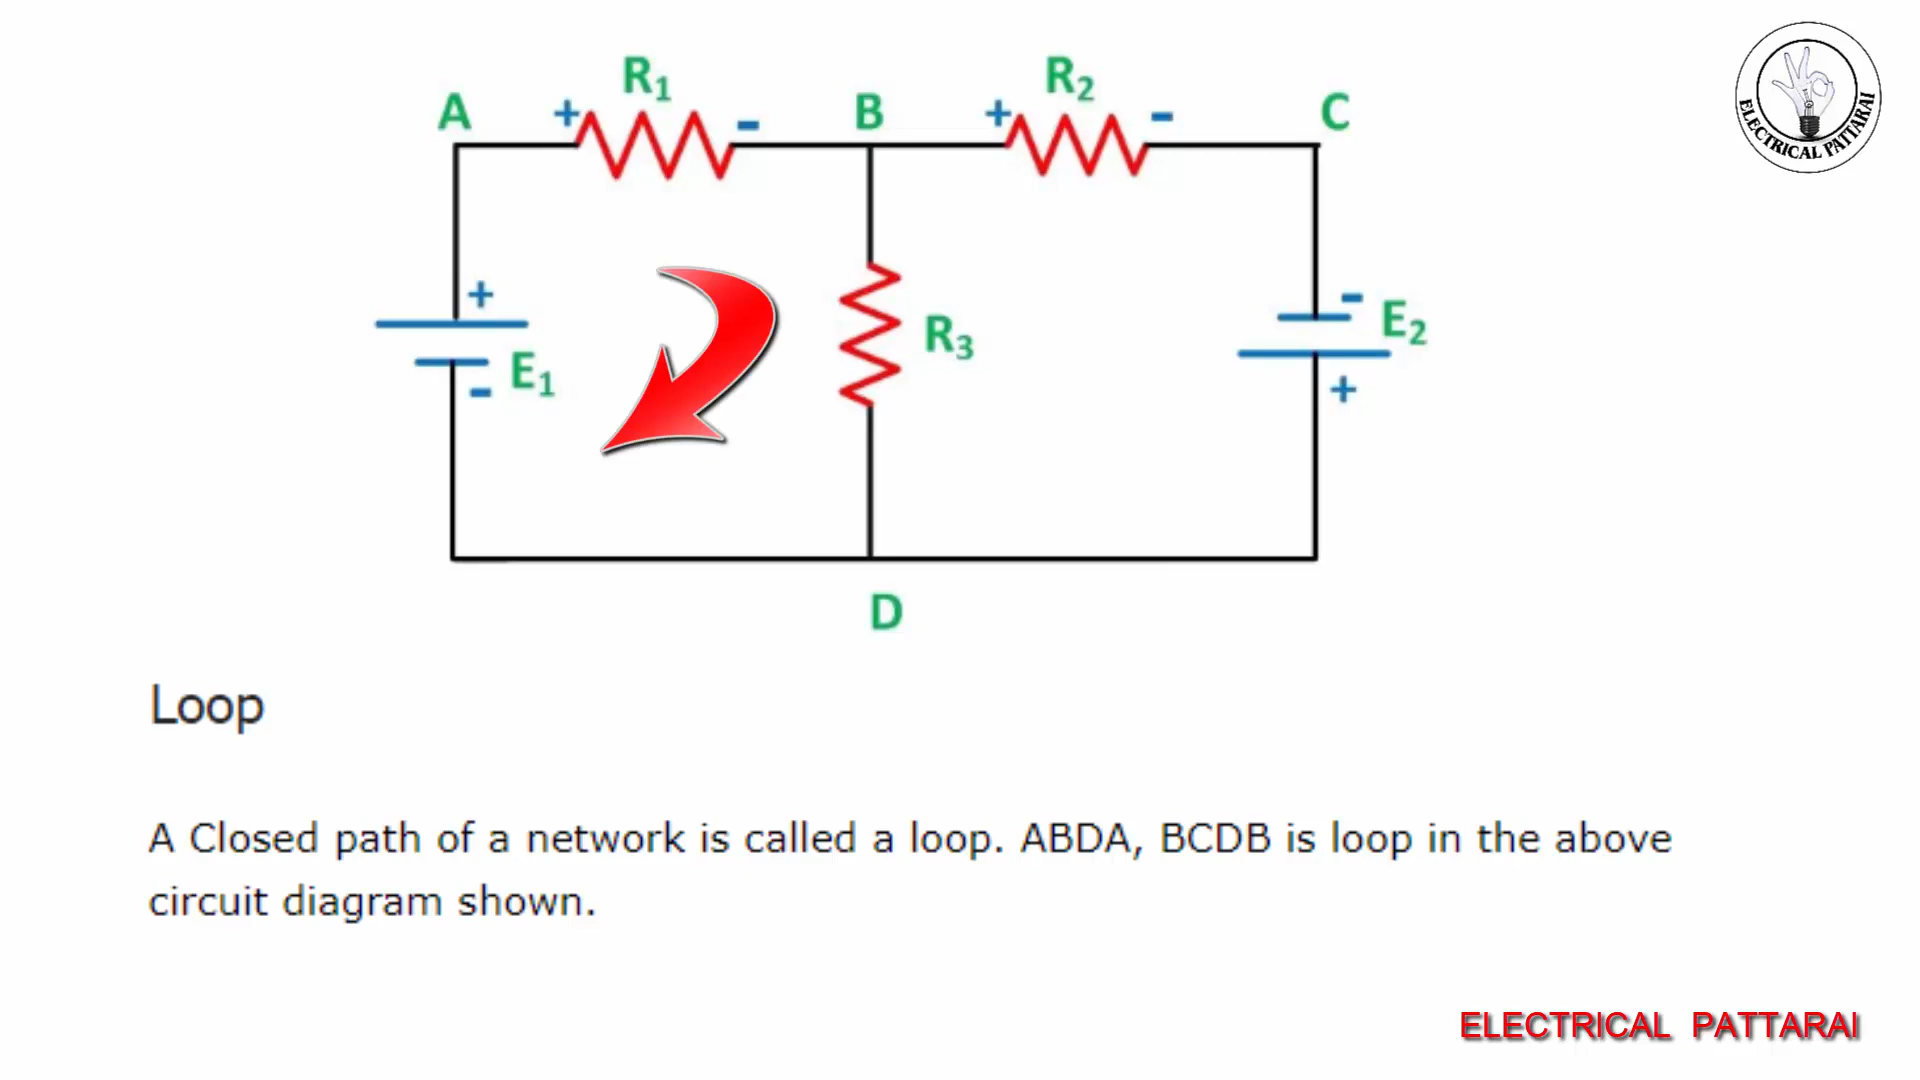 R1
R2
A
+
-
B
+
-
C
ELECTRICAL PATTARAI
+
-
E1
R3
-
E2
+
D
Loop
A Closed path of a network is called a loop. ABDA, BCDB is loop in the above
circuit diagram shown.
ELECTRICAL PATTARAI